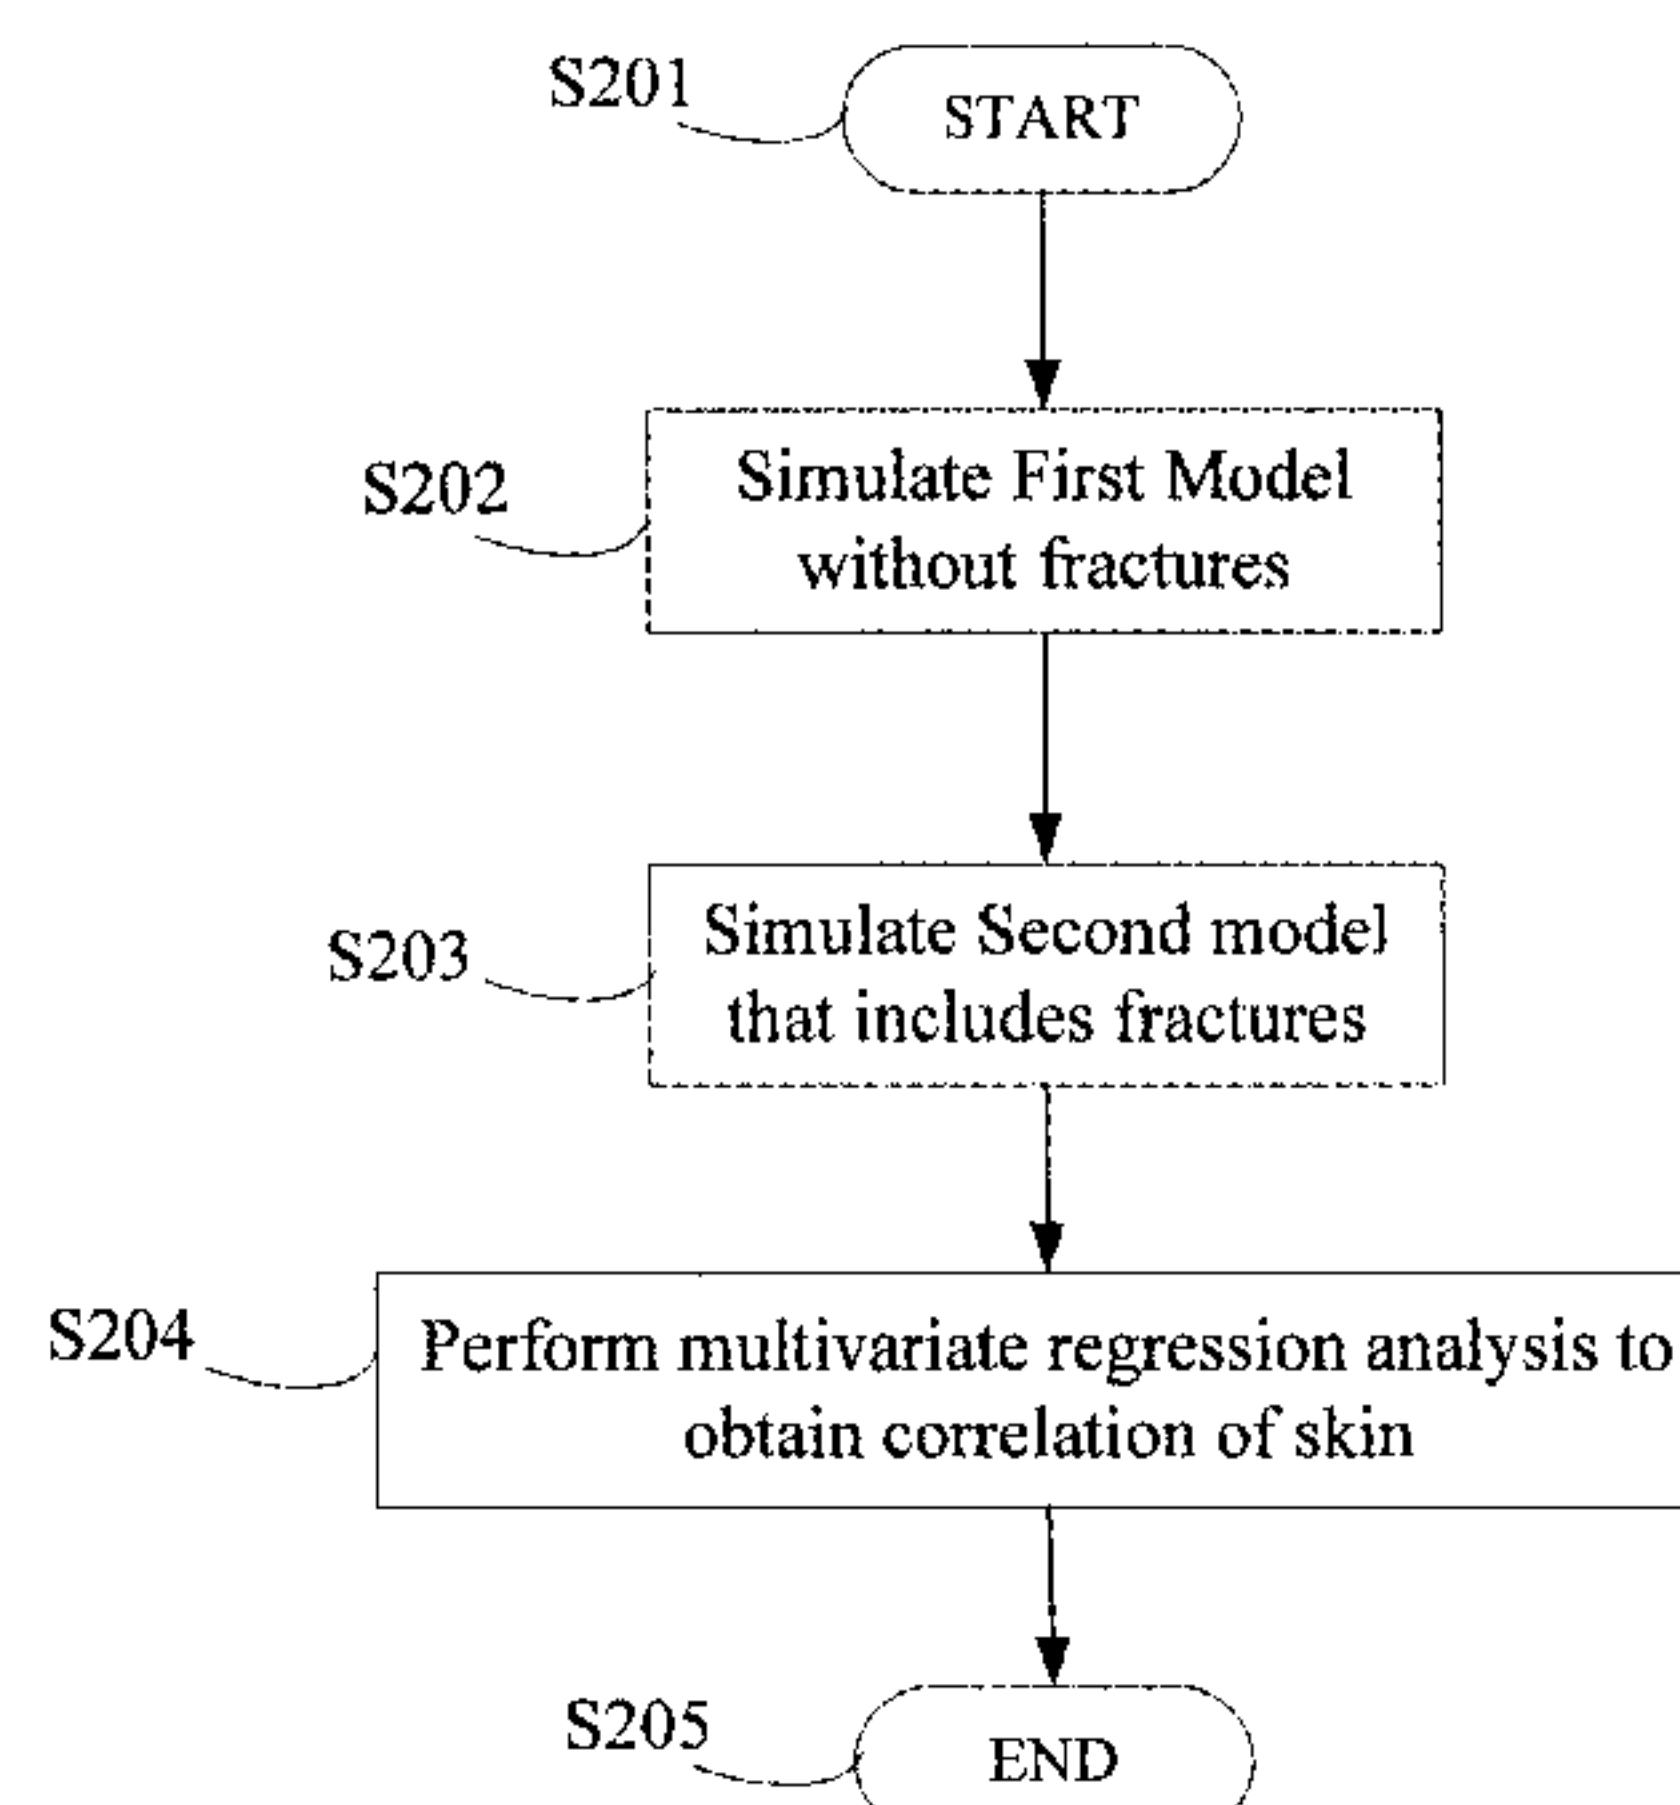 S201
START
S202
Simulate First Model
without fractures
S203
Simulate Second model
that includes fractures
S204
Perform multivariate regression analysis to
obtain correlation of skin
S205
END